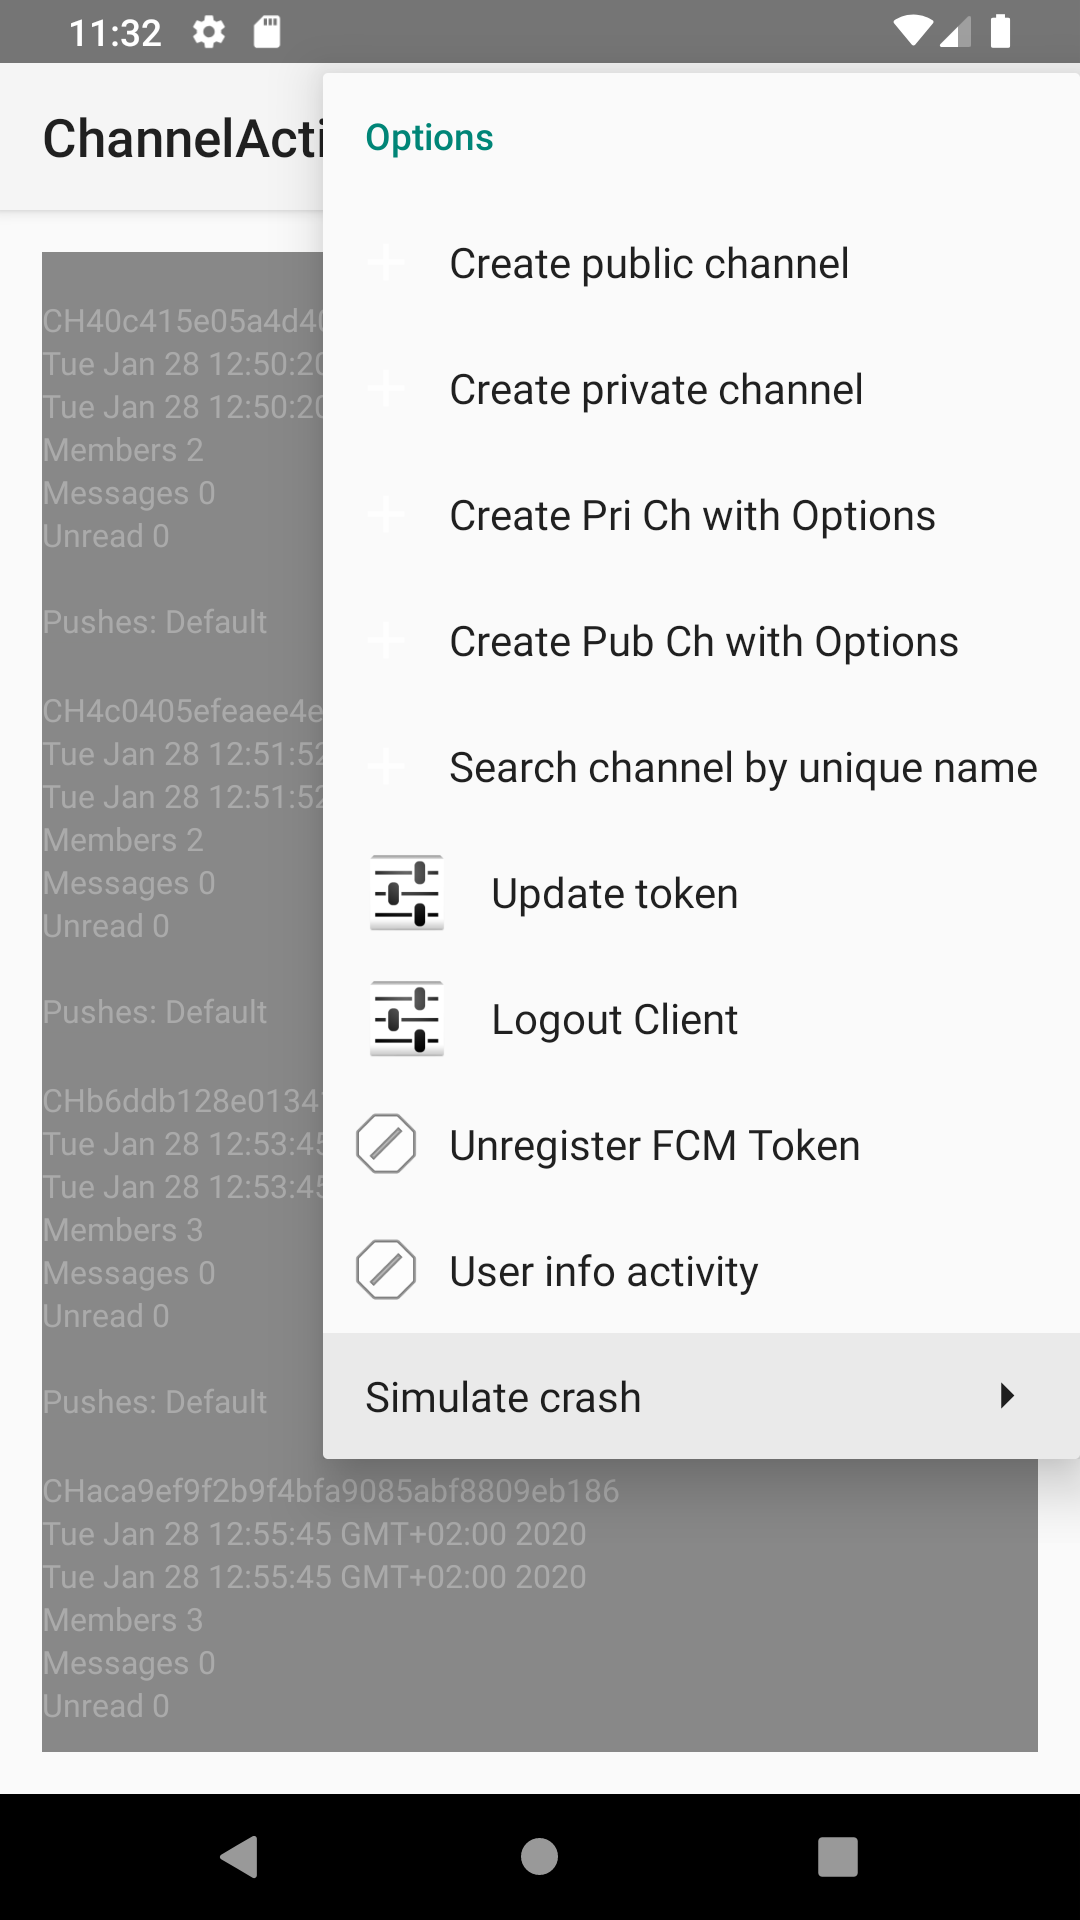 11:32
ChannelActi
Options
Create public channel
Create private channel
Create Pri Ch with Options
Create Pub Ch with Options
Search channel by unique name
Update token
Logout Client
Unregister FCM Token
User info activity
Simulate crash
CH40c415e05a4d40
Tue Jan 28 12:50:20
Tue Jan 28 12:50:20
Members 2
Messages 0
Unread 0
Pushes: Default
CH4c0405efeaee4e
Tue Jan 28 12:51:52
Tue Jan 28 12:51:52
Members 2
Messages 0
Unread 0
Pushes: Default
CHb6ddb128e0134
Tue Jan 28 12:53:45
Tue Jan 28 12:53:45
Members 3
Messages 0
Unread 0
Pushes: Default
CHaca9ef9f2b9f4bfa9085abf8809eb186
Tue Jan 28 12:55:45 GMT+02:00 2020
Tue Jan 28 12:55:45 GMT+02:00 2020
Members 3
Messages 0
Unread 0